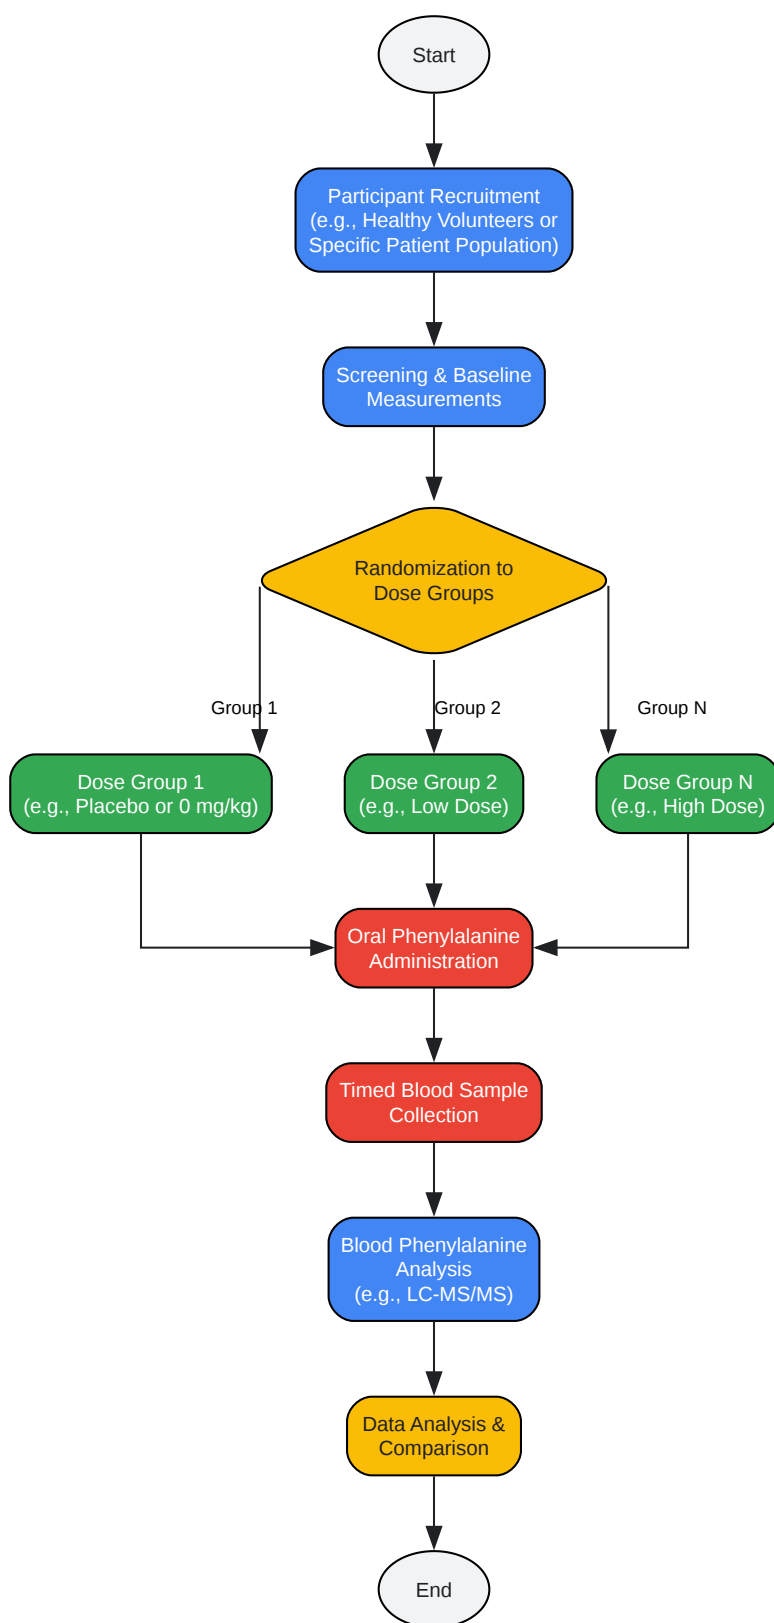 Start
Participant Recruitment
(e.g., Healthy Volunteers or
Specific Patient Population)
Screening & Baseline
Measurements
Randomization to
Dose Groups
Group 1
Group 2
Group N
Dose Group 1
(e.g., Placebo or 0 mg/kg)
Dose Group 2
(e.g., Low Dose)
Dose Group N
(e.g., High Dose)
Oral Phenylalanine
Administration
Timed Blood Sample
Collection
Blood Phenylalanine
Analysis
(e.g., LC-MS/MS)
Data Analysis &
Comparison
End